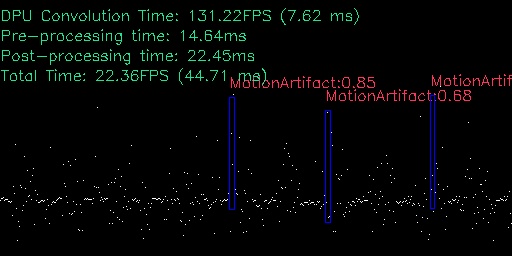 DPU Convolution Time: 131.22FPS (7.62 ms)
Pre-processing time: 14.64ms
Post-processing time: 22.45ms
Total Time: 22.36FPS (44.71 ms)
MotionArtifact:0.85
MotionArtif
MotionArtifact:0.68